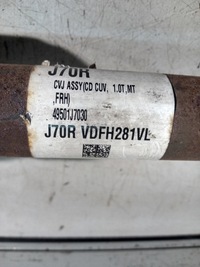 J70R
CVJ ASSY(CD CUV, 1.0T,MT
,FRH)
49501J7030
J70R VDFH281VL